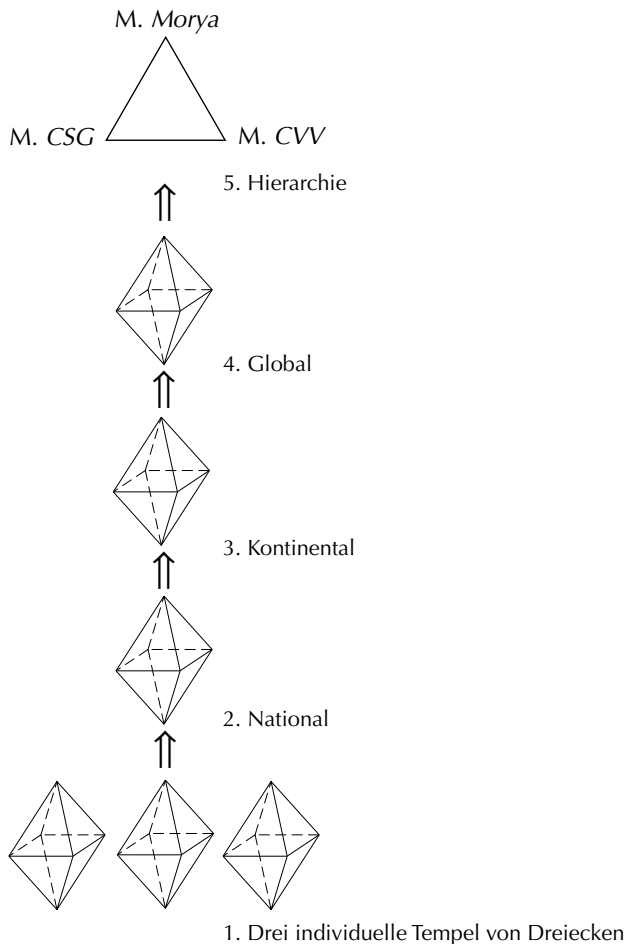 M. Morya
M. CSG M. CVV
5. Hierarchie
4. Global
3. Kontinental
2. National
1. Drei individuelle Tempel von Dreiecken